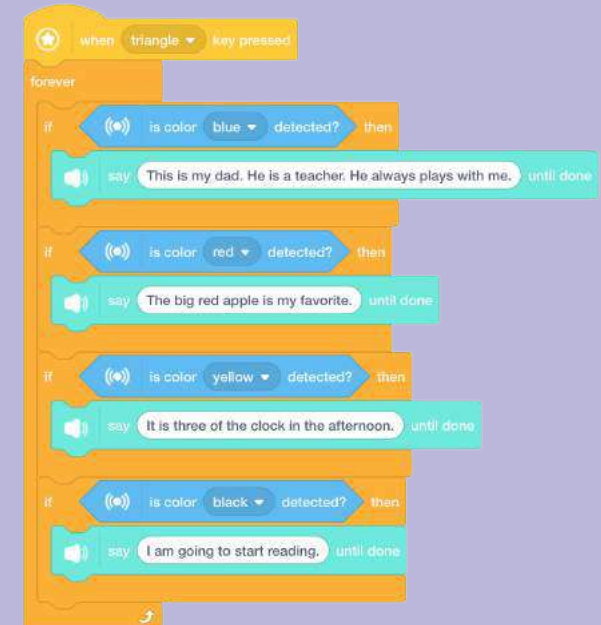 when triangle key pressed
forever
if is color blue detected? then
say This is my dad. He is a teacher. He always plays with me. until done
if is color red detected? then
say The big red apple is my favorite. until done
if is color yellow detected? then
say It is three of the clock in the afternoon. until done
if is color black detected? then
say I am going to start reading. until done